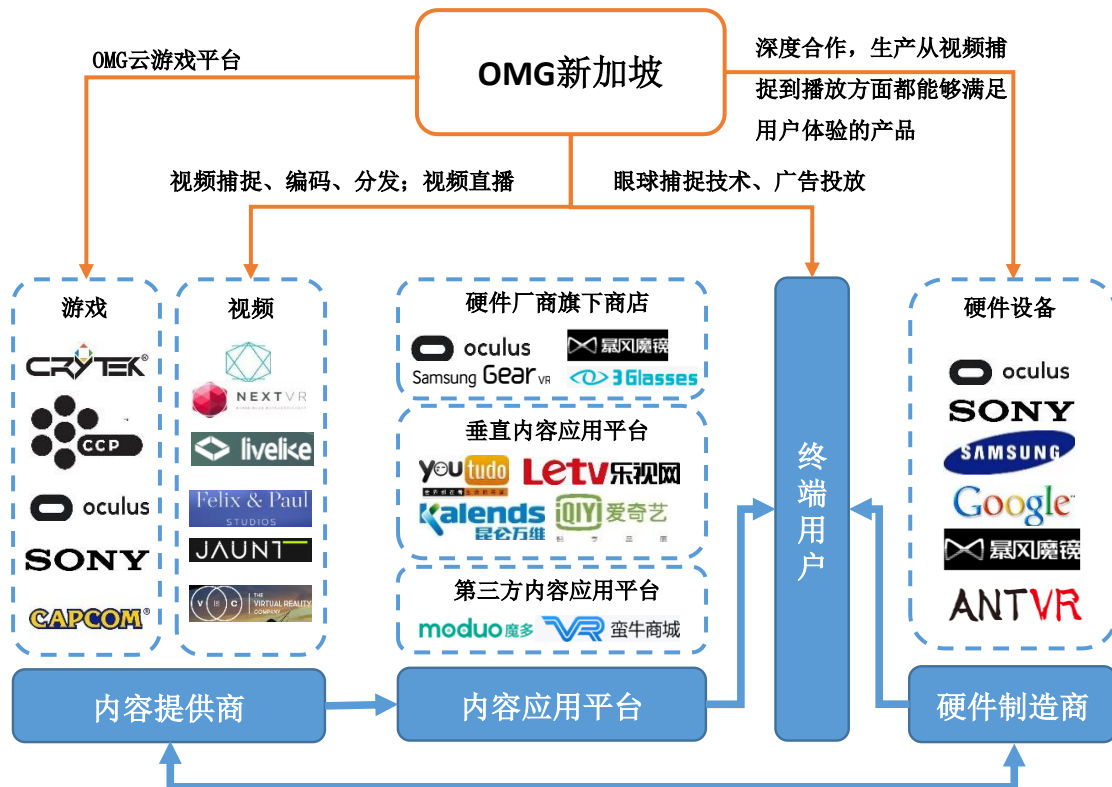 OMG新加坡
OMG云游戏平台
深度合作，生产从视频捕
捉到播放方面都能够满足
用户体验的产品
视频捕捉、编码、分发；视频直播
眼球捕捉技术、广告投放
游戏
CRYTEK®
CCP
oculus
SONY
CAPCOM®
视频
NEXTVR
livelike
Felix & Paul
STUDIOS
JAUNT
V R C THE
VIRTUAL REALITY
COMPANY
硬件厂商旗下商店
oculus
暴风魔镜
Samsung Gear VR
3Glasses
垂直内容应用平台
youtudo
Letv乐视网
Kalends
昆仑万维
iQIYI 爱奇艺
悦享品质
第三方内容应用平台
moduo魔多
VR 蛮牛商城
终端用户
硬件设备
oculus
SONY
SAMSUNG
Google
暴风魔镜
ANTVR
内容提供商
内容应用平台
硬件制造商